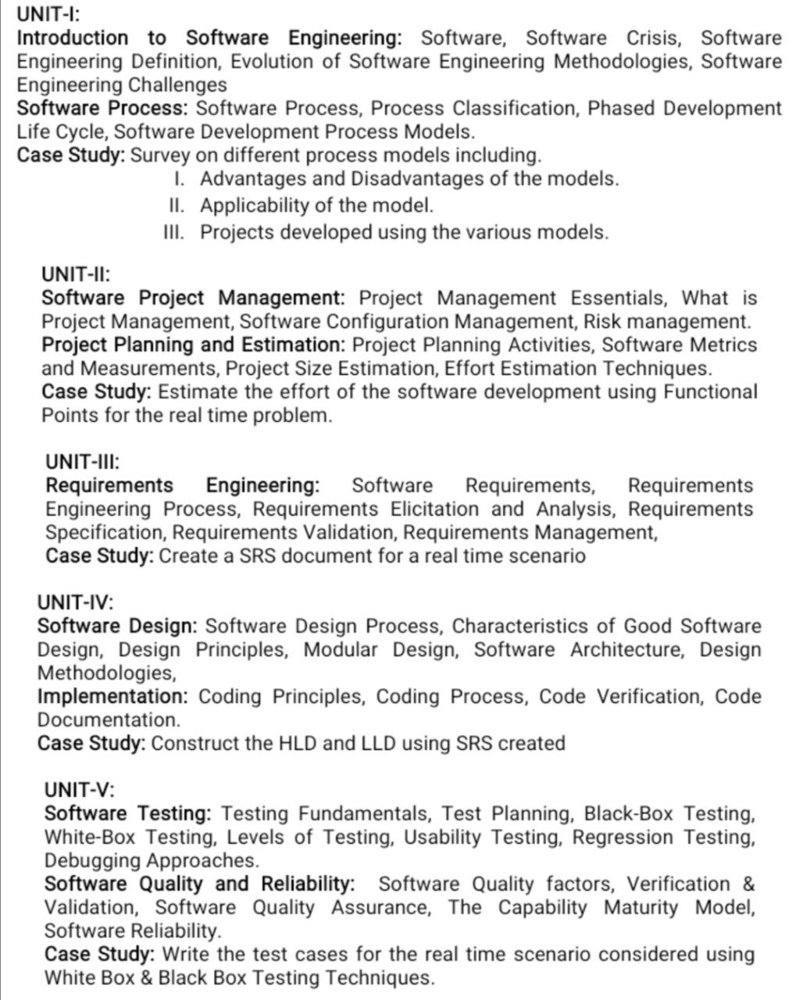 UNIT-I:
Introduction to Software Engineering: Software, Software Crisis, Software
Engineering Definition, Evolution of Software Engineering Methodologies, Software
Engineering Challenges
Software Process: Software Process, Process Classification, Phased Development
Life Cycle, Software Development Process Models.
Case Study: Survey on different process models including.
I. Advantages and Disadvantages of the models.
II. Applicability of the model.
III. Projects developed using the various models.
UNIT-II:
Software Project Management: Project Management Essentials, What is
Project Management, Software Configuration Management, Risk management.
Project Planning and Estimation: Project Planning Activities, Software Metrics
and Measurements, Project Size Estimation, Effort Estimation Techniques.
Case Study: Estimate the effort of the software development using Functional
Points for the real time problem.
UNIT-III:
Requirements Engineering: Software Requirements, Requirements
Engineering Process, Requirements Elicitation and Analysis, Requirements
Specification, Requirements Validation, Requirements Management,
Case Study: Create a SRS document for a real time scenario
UNIT-IV:
Software Design: Software Design Process, Characteristics of Good Software
Design, Design Principles, Modular Design, Software Architecture, Design
Methodologies,
Implementation: Coding Principles, Coding Process, Code Verification, Code
Documentation.
Case Study: Construct the HLD and LLD using SRS created
UNIT-V:
Software Testing: Testing Fundamentals, Test Planning, Black-Box Testing,
White-Box Testing, Levels of Testing, Usability Testing, Regression Testing,
Debugging Approaches.
Software Quality and Reliability: Software Quality factors, Verification &
Validation, Software Quality Assurance, The Capability Maturity Model,
Software Reliability.
Case Study: Write the test cases for the real time scenario considered using
White Box & Black Box Testing Techniques.